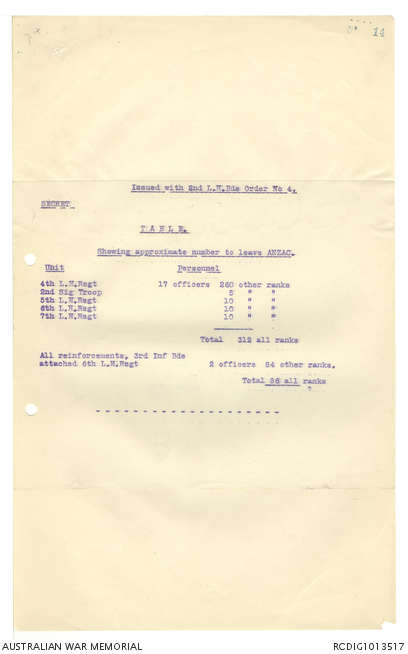 14
Issued with 2nd L.H.Bde Order No 4.
SECRET
TABLE.
Showing approximate number to leave ANZAC.
Unit Personnel
4th L.H.Regt 17 officers 260 other ranks
2nd Sig Troop 5 " "
5th L.H.Regt 10 " "
6th L.H.Regt 10 " "
7th L.H.Regt 10 " "
Total 312 all ranks
All reinforcements, 3rd Inf Bde
attached 6th L.H.Regt 2 officers 84 other ranks.
Total 86 all ranks
AUSTRALIAN WAR MEMORIAL RCDIG1013517